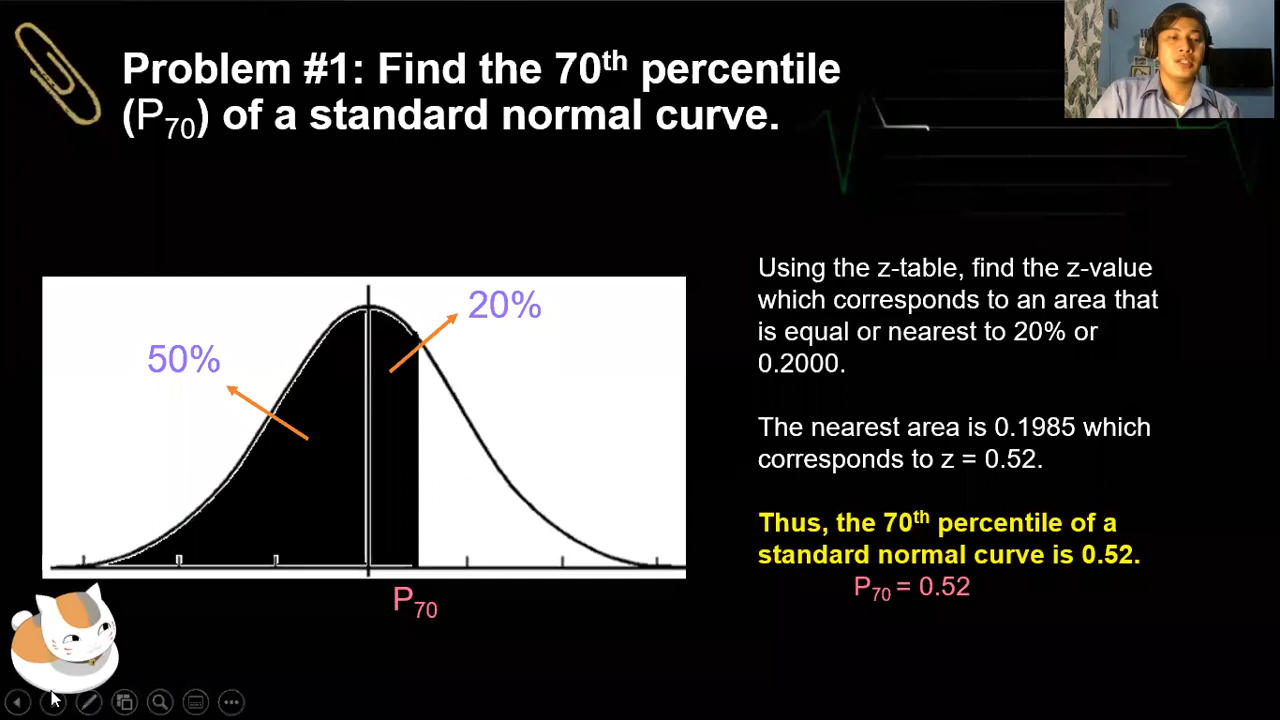 Problem #1: Find the 70th percentile
(P70) of a standard normal curve.
50%
20%
P70
Using the z-table, find the z-value
which corresponds to an area that
is equal or nearest to 20% or
0.2000.
The nearest area is 0.1985 which
corresponds to z = 0.52.
Thus, the 70th percentile of a
standard normal curve is 0.52.
P70 = 0.52